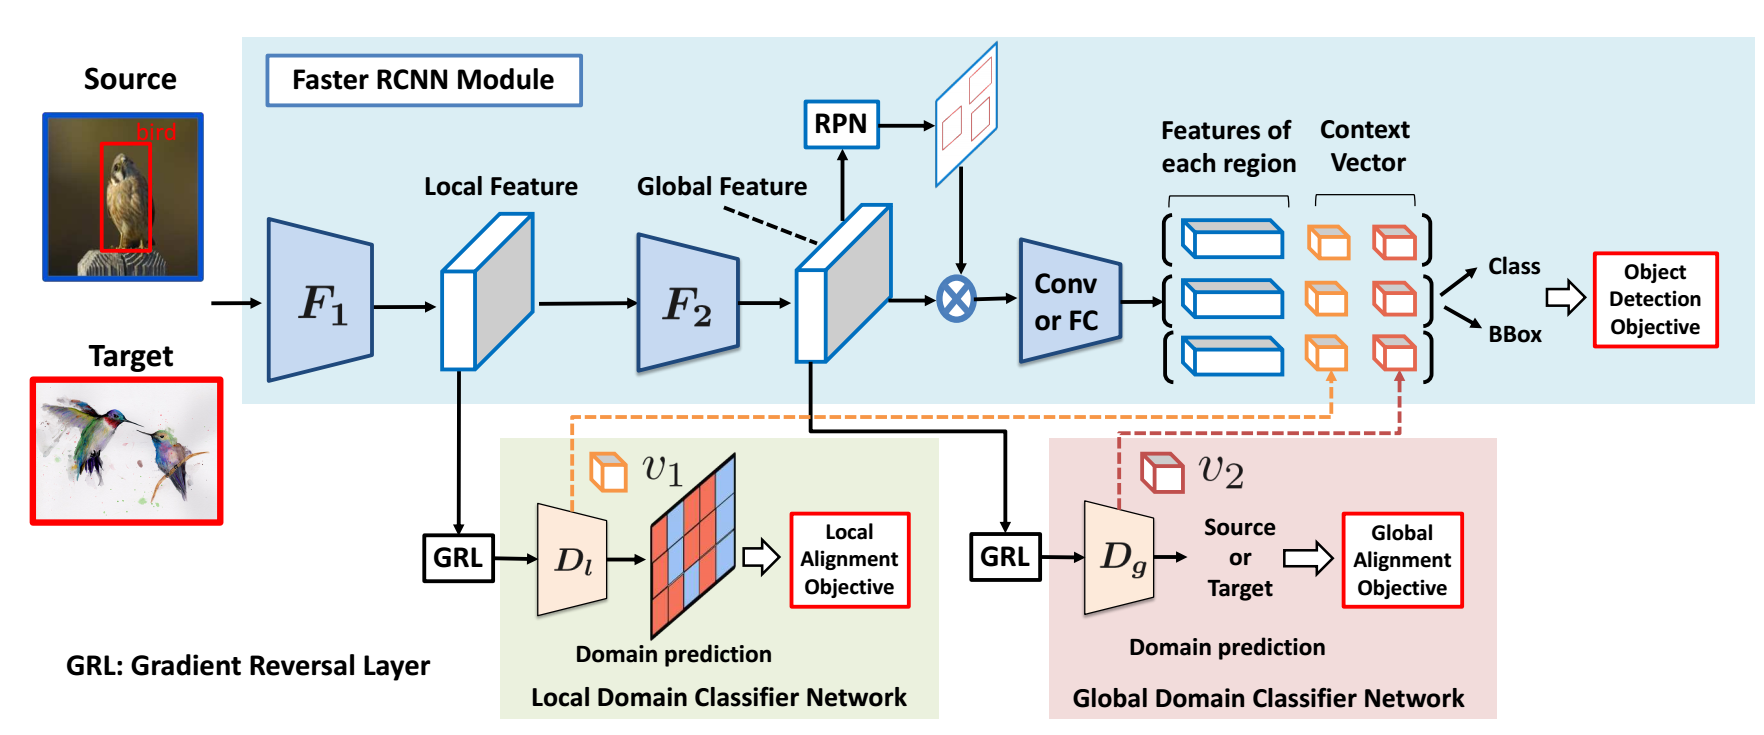 Source
Faster RCNN Module
bird
RPN
Features of
each region
Context
Vector
Local Feature
Global Feature
F1
F2
Conv
or FC
Class
BBox
Object
Detection
Objective
Target
v1
v2
GRL
Dl
Local
Alignment
Objective
GRL
Dg
Source
or
Target
Global
Alignment
Objective
Domain prediction
Domain prediction
GRL: Gradient Reversal Layer
Local Domain Classifier Network
Global Domain Classifier Network